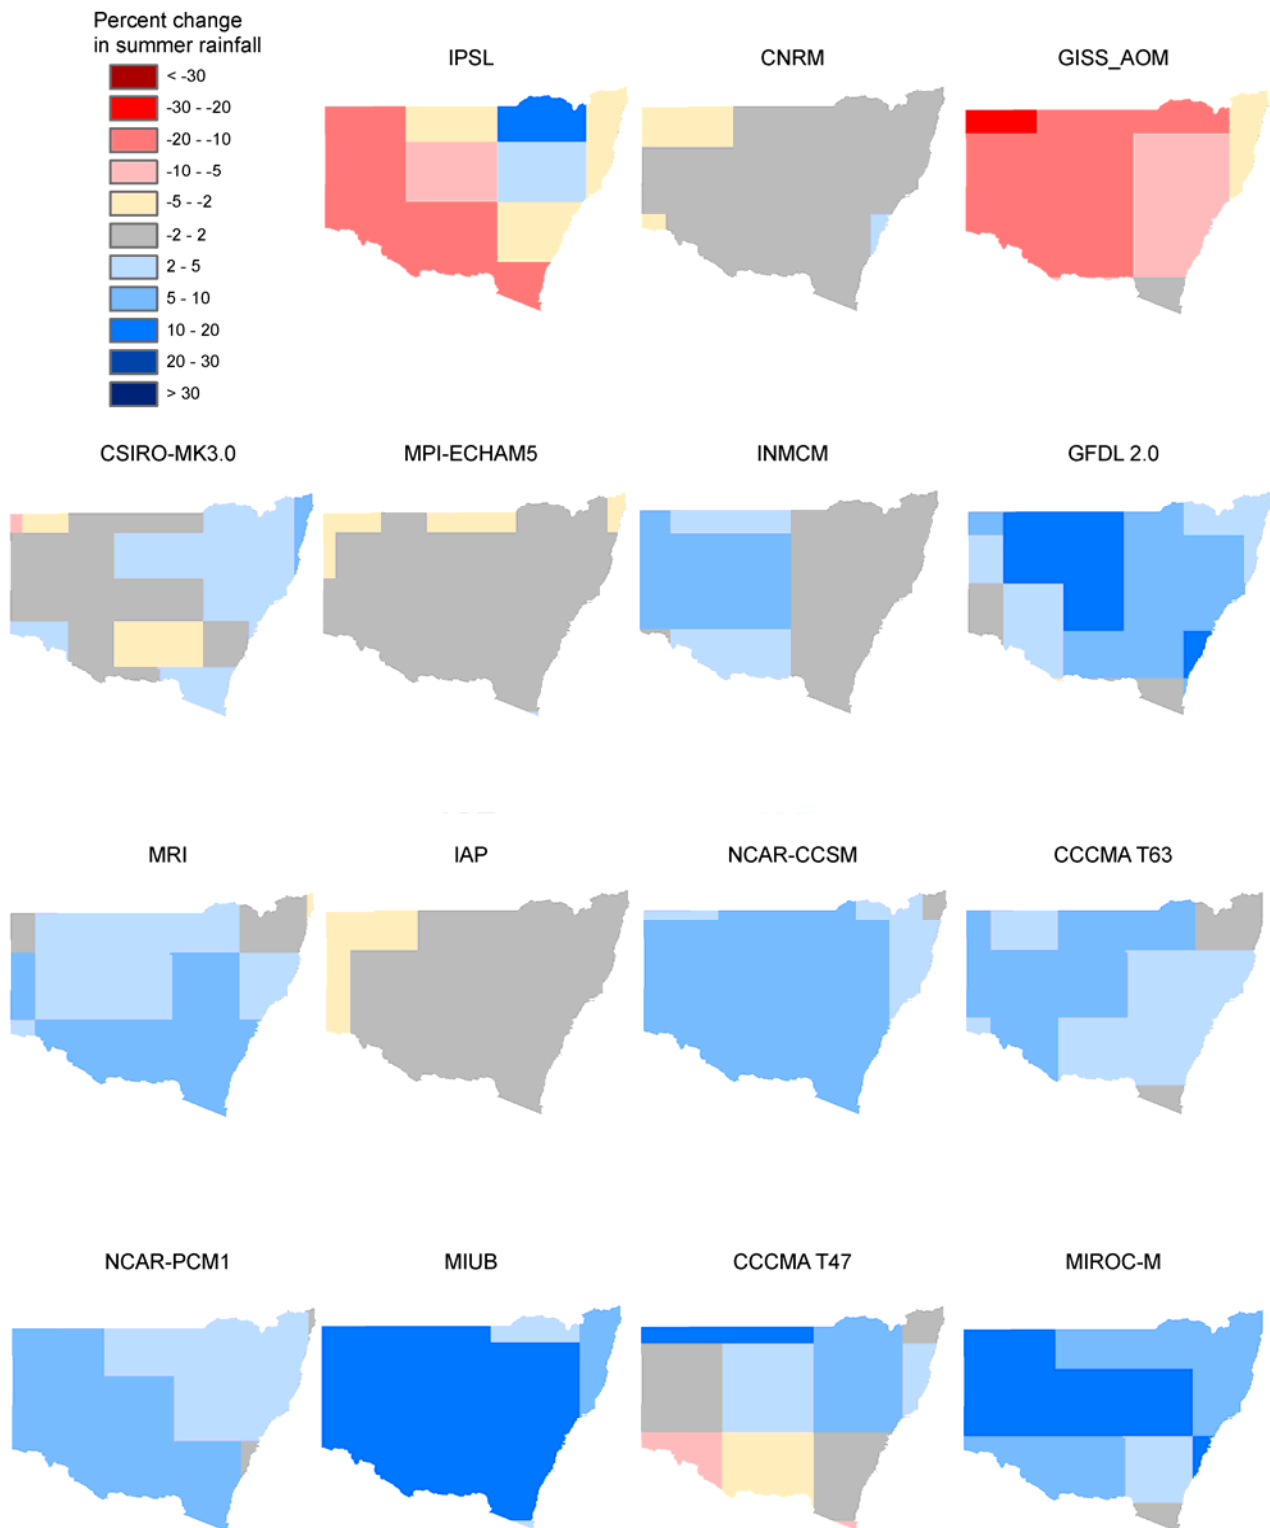 Percent change
in summer rainfall
< -30
-30 - -20
-20 - -10
-10 - -5
-5 - -2
-2 - 2
2 - 5
5 - 10
10 - 20
20 - 30
> 30
IPSL
CNRM
GISS_AOM
CSIRO-MK3.0
MPI-ECHAM5
INMCM
GFDL 2.0
MRI
IAP
NCAR-CCSM
CCCMA T63
NCAR-PCM1
MIUB
CCCMA T47
MIROC-M